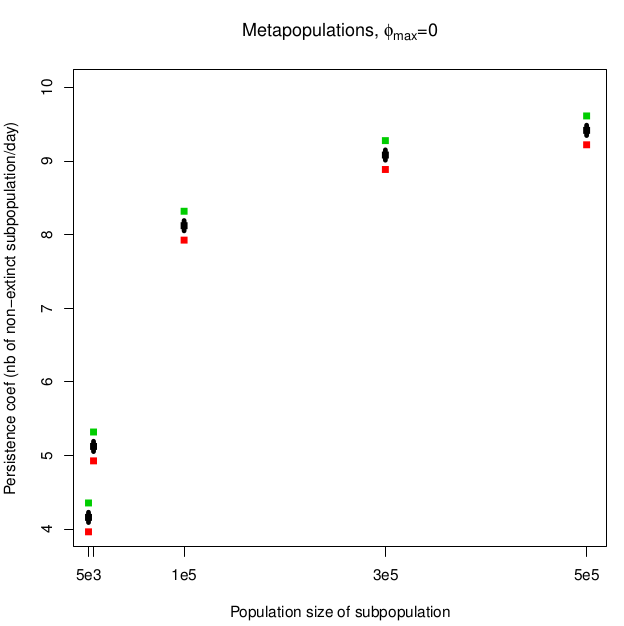 Metapopulations, ϕmax=0
Persistence coef (nb of non−extinct subpopulation/day)
10
9
8
7
6
5
4
5e3 1e5 3e5 5e5
Population size of subpopulation